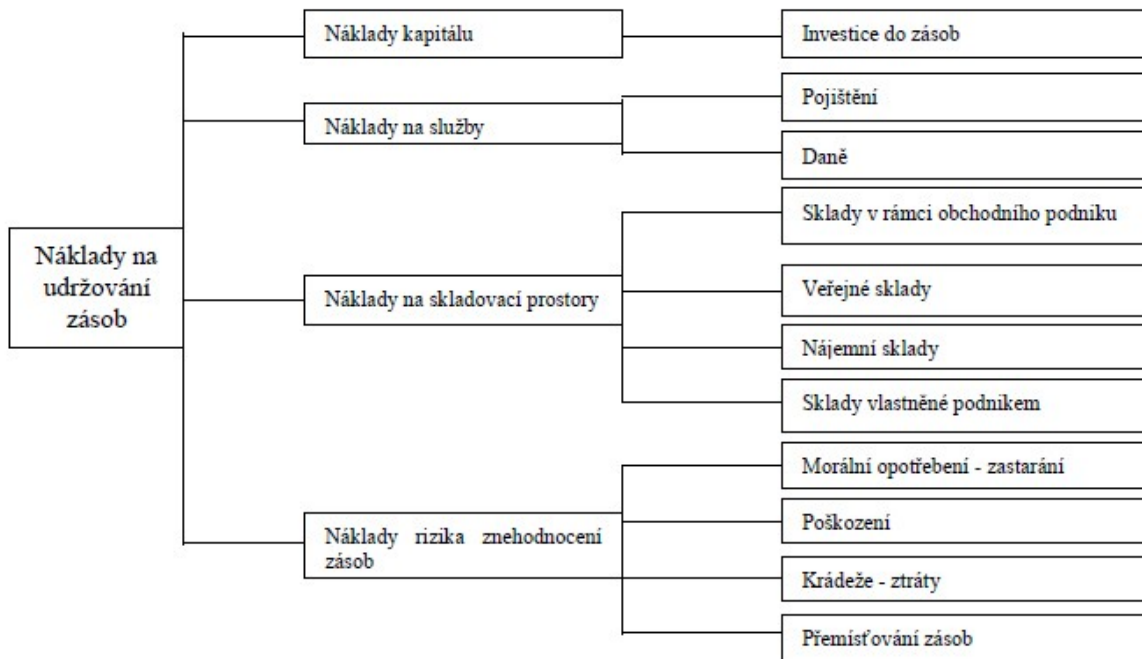 Náklady na
udržování
zásob
Náklady kapitálu
Investice do zásob
Náklady na služby
Pojištění
Daně
Náklady na skladovací prostory
Sklady v rámci obchodního podniku
Veřejné sklady
Nájemní sklady
Sklady vlastněné podnikem
Náklady rizika znehodnocení
zásob
Morální opotřebení - zastarání
Poškození
Krádeže - ztráty
Přemísťování zásob